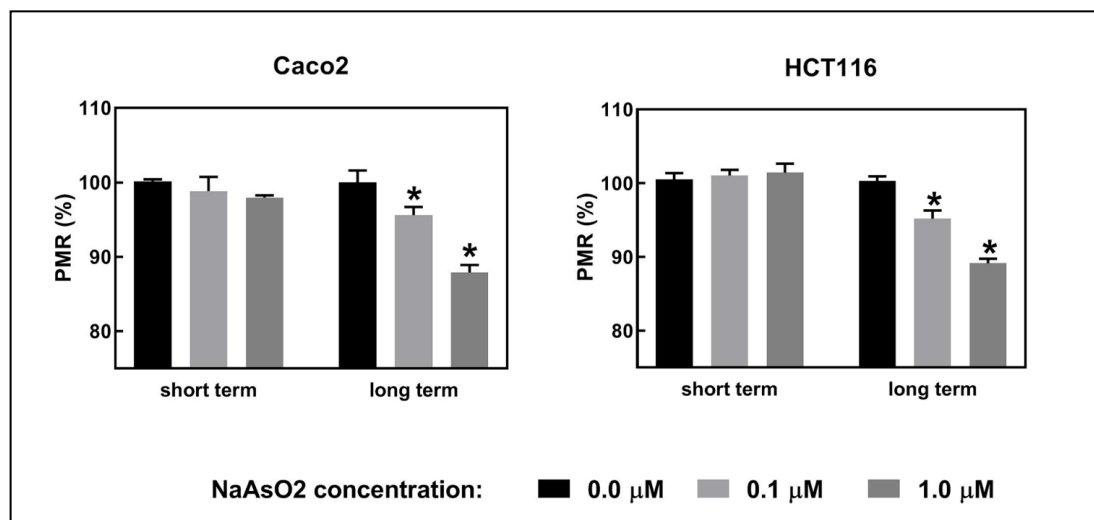 Caco2
110
100
90
80
PMR (%)
* *
short term long term
HCT116
110
100
90
80
PMR (%)
* *
short term long term
NaAsO2 concentration: 0.0 μM 0.1 μM 1.0 μM